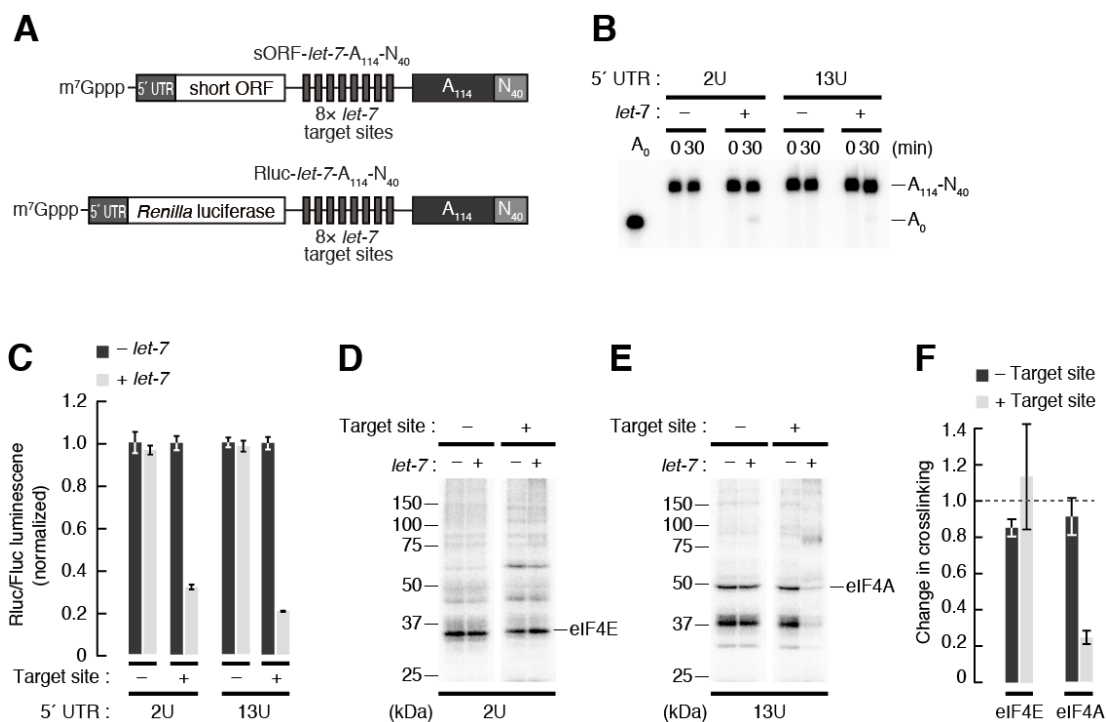 A
sORF-let-7-A114-N40
m7Gppp
5´ UTR
short ORF
A114
N40
8× let-7
target sites
Rluc-let-7-A114-N40
m7Gppp
5´ UTR
Renilla luciferase
A114
N40
8× let-7
target sites
B
5´ UTR : 2U 13U
let-7 : – + – +
A0 0 30 0 30 0 30 0 30 (min)
A114-N40
A0
C
– let-7
+ let-7
Rluc/Fluc luminescene
(normalized)
1.2
1.0
0.8
0.6
0.4
0.2
0
Target site : – + – +
5´ UTR : 2U 13U
D
Target site : – +
let-7 : – + – +
150
100
75
50
37
25
eIF4E
(kDa) 2U
E
Target site : – +
let-7 : – + – +
150
100
75
50
37
25
eIF4A
(kDa) 13U
F
– Target site
+ Target site
Change in crosslinking
1.4
1.2
1.0
0.8
0.6
0.4
0.2
0
eIF4E eIF4A